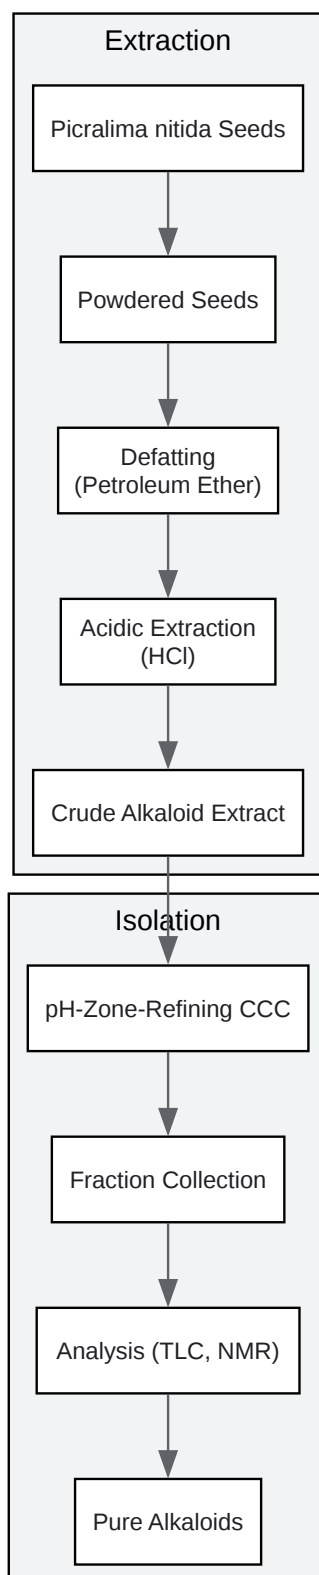 Extraction
Picralima nitida Seeds
Powdered Seeds
Defatting
(Petroleum Ether)
Acidic Extraction
(HCl)
Crude Alkaloid Extract
Isolation
pH-Zone-Refining CCC
Fraction Collection
Analysis (TLC, NMR)
Pure Alkaloids